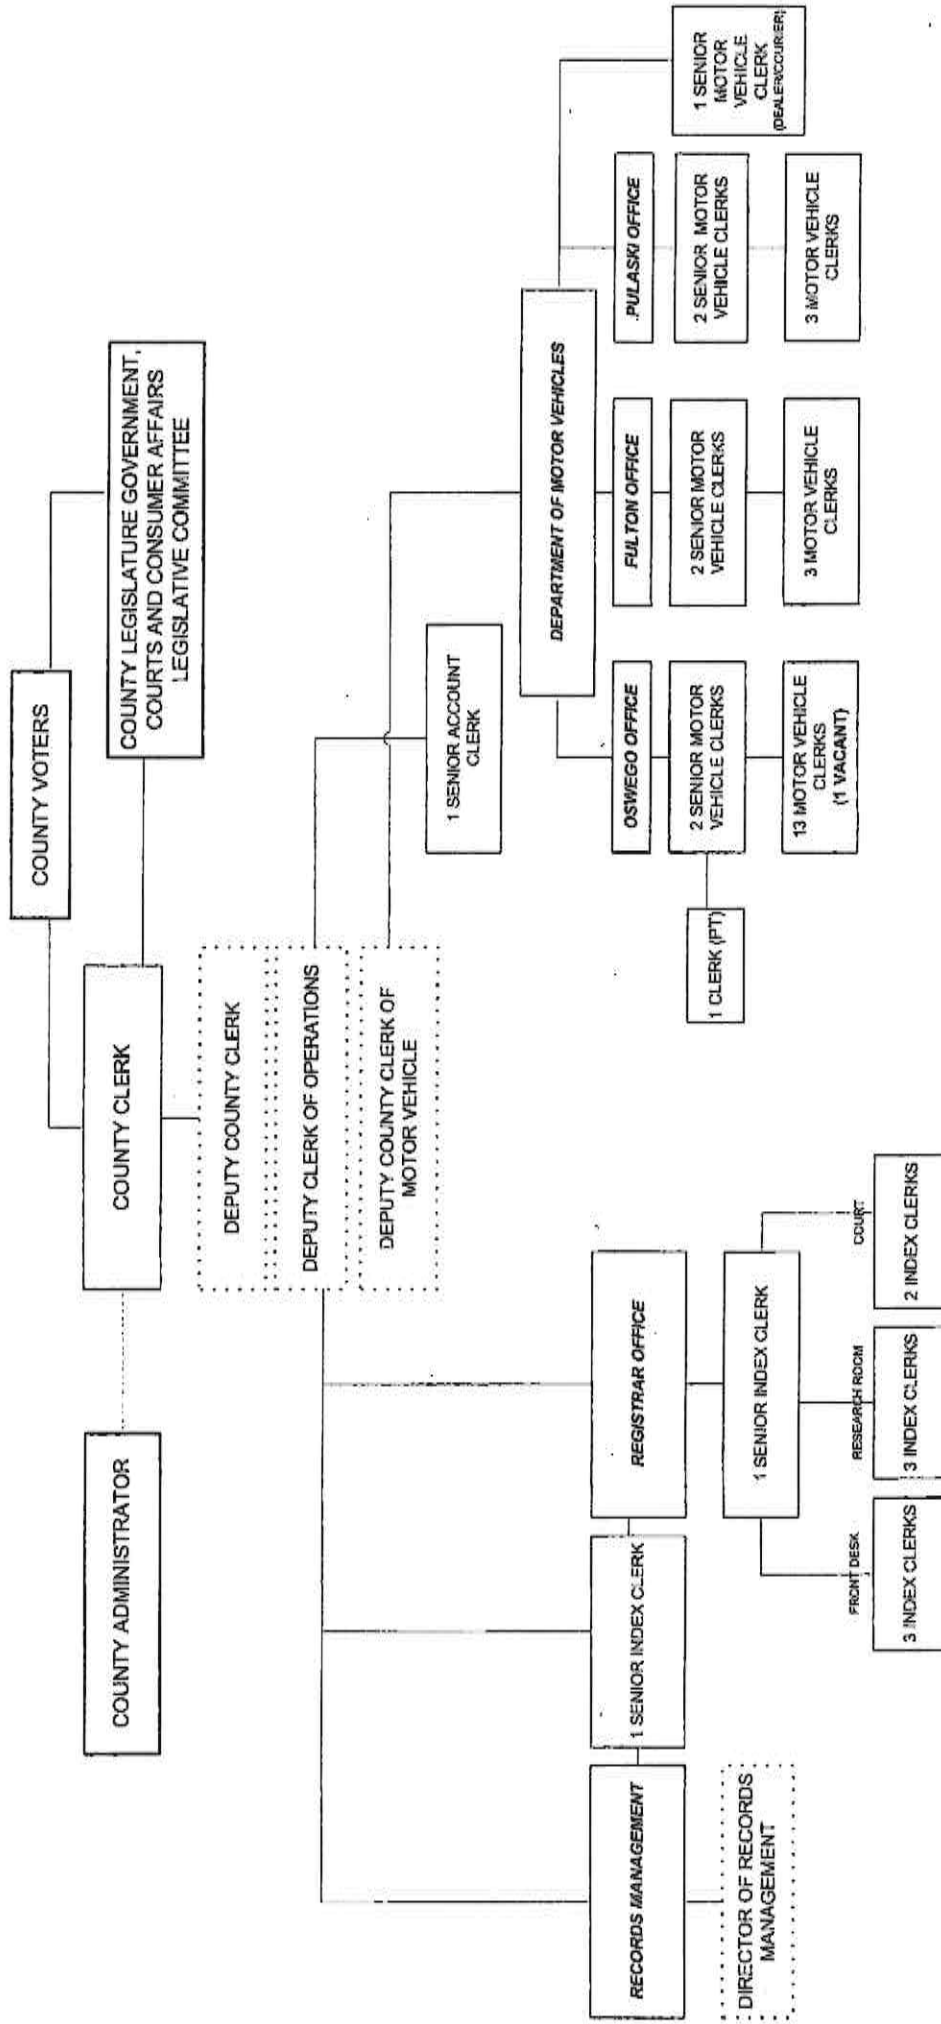 COUNTY VOTERS
COUNTY ADMINISTRATOR
COUNTY CLERK
COUNTY LEGISLATURE GOVERNMENT,
COURTS AND CONSUMER AFFAIRS
LEGISLATIVE COMMITTEE
DEPUTY COUNTY CLERK
DEPUTY CLERK OF OPERATIONS
DEPUTY COUNTY CLERK OF
MOTOR VEHICLE
1 SENIOR ACCOUNT
CLERK
RECORDS MANAGEMENT
1 SENIOR INDEX CLERK
REGISTRAR OFFICE
DIRECTOR OF RECORDS
MANAGEMENT
1 SENIOR INDEX CLERK
FRONT DESK
RESEARCH ROOM
COURT
3 INDEX CLERKS
3 INDEX CLERKS
2 INDEX CLERKS
DEPARTMENT OF MOTOR VEHICLES
OSWEGO OFFICE
FULTON OFFICE
PULASKI OFFICE
1 SENIOR
MOTOR
VEHICLE
CLERK
(DEALER/COURIER)
1 CLERK (PT)
2 SENIOR MOTOR
VEHICLE CLERKS
2 SENIOR MOTOR
VEHICLE CLERKS
2 SENIOR MOTOR
VEHICLE CLERKS
13 MOTOR VEHICLE
CLERKS
(1 VACANT)
3 MOTOR VEHICLE
CLERKS
3 MOTOR VEHICLE
CLERKS